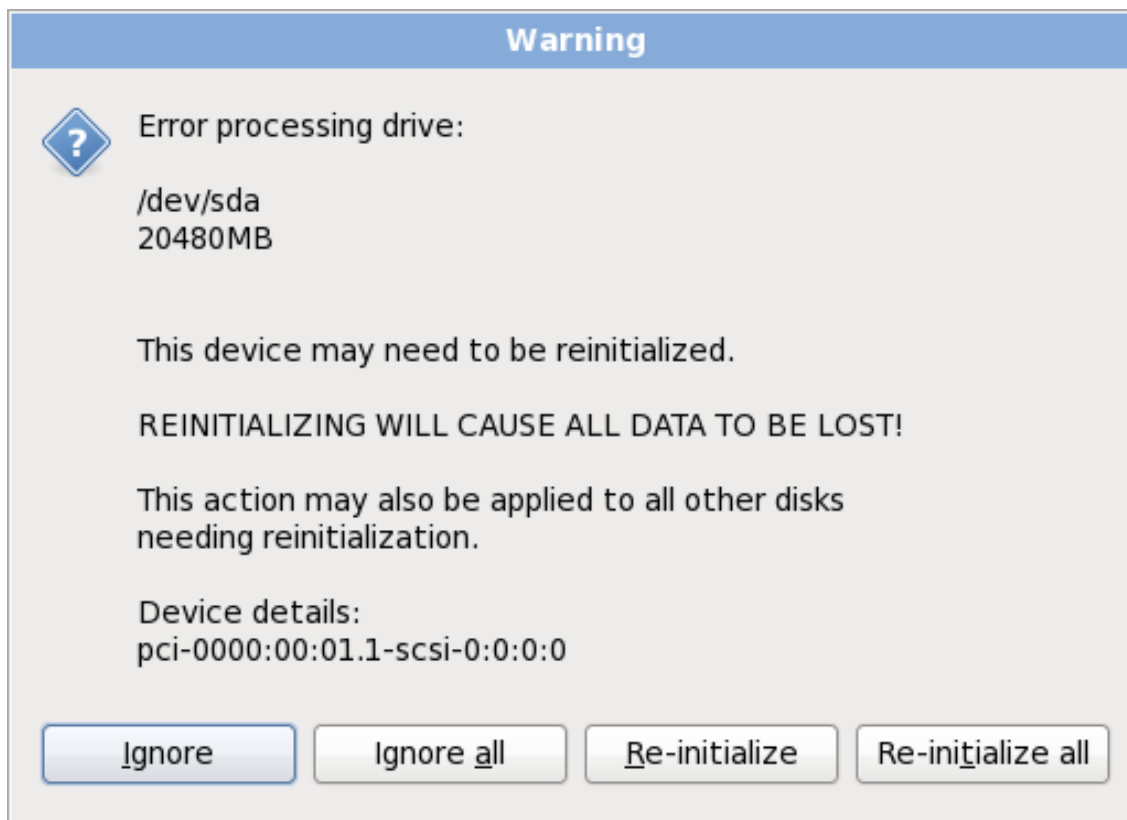 Warning
?
Error processing drive:
/dev/sda
20480MB
This device may need to be reinitialized.
REINITIALIZING WILL CAUSE ALL DATA TO BE LOST!
This action may also be applied to all other disks
needing reinitialization.
Device details:
pci-0000:00:01.1-scsi-0:0:0:0
Ignore
Ignore all
Re-initialize
Re-initialize all